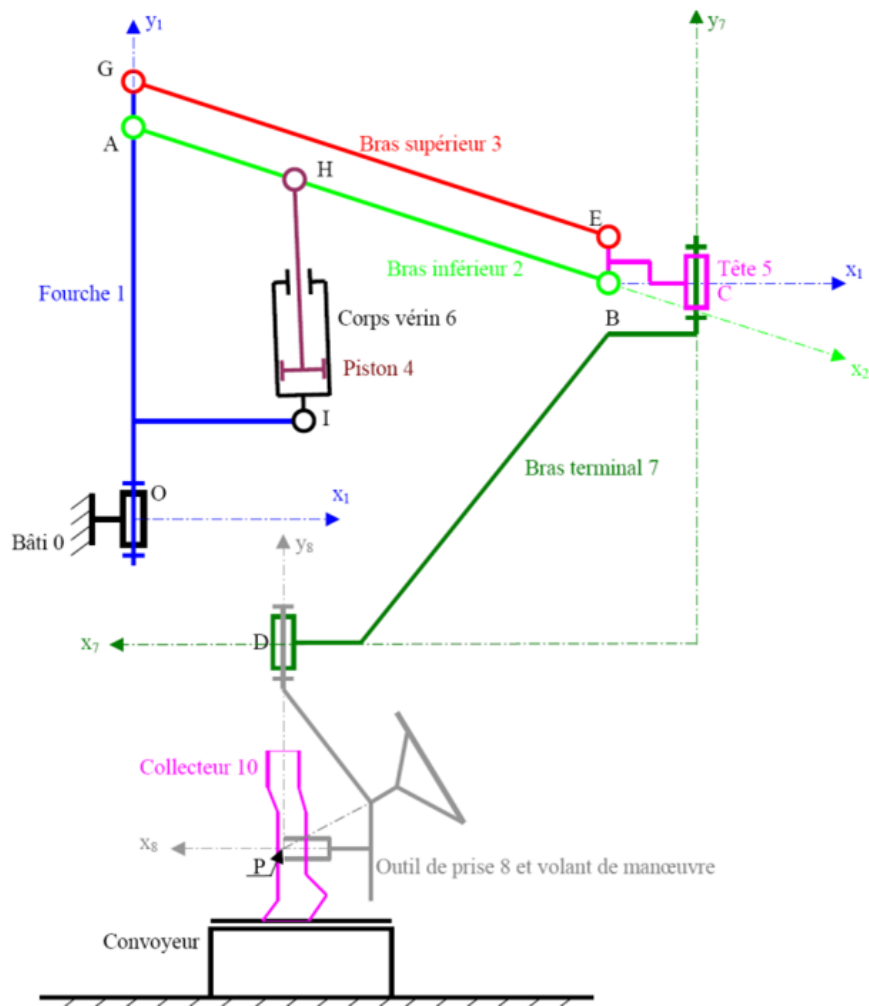 y₁
y₇
G
A
Bras supérieur 3
H
E
Tête 5
Bras inférieur 2
x₁
C
Fourche 1
Corps vérin 6
B
x₂
Piston 4
I
Bras terminal 7
O
x₁
Bâti 0
y₈
x₇
D
Collecteur 10
x₈
P
Outil de prise 8 et volant de manœuvre
Convoyeur